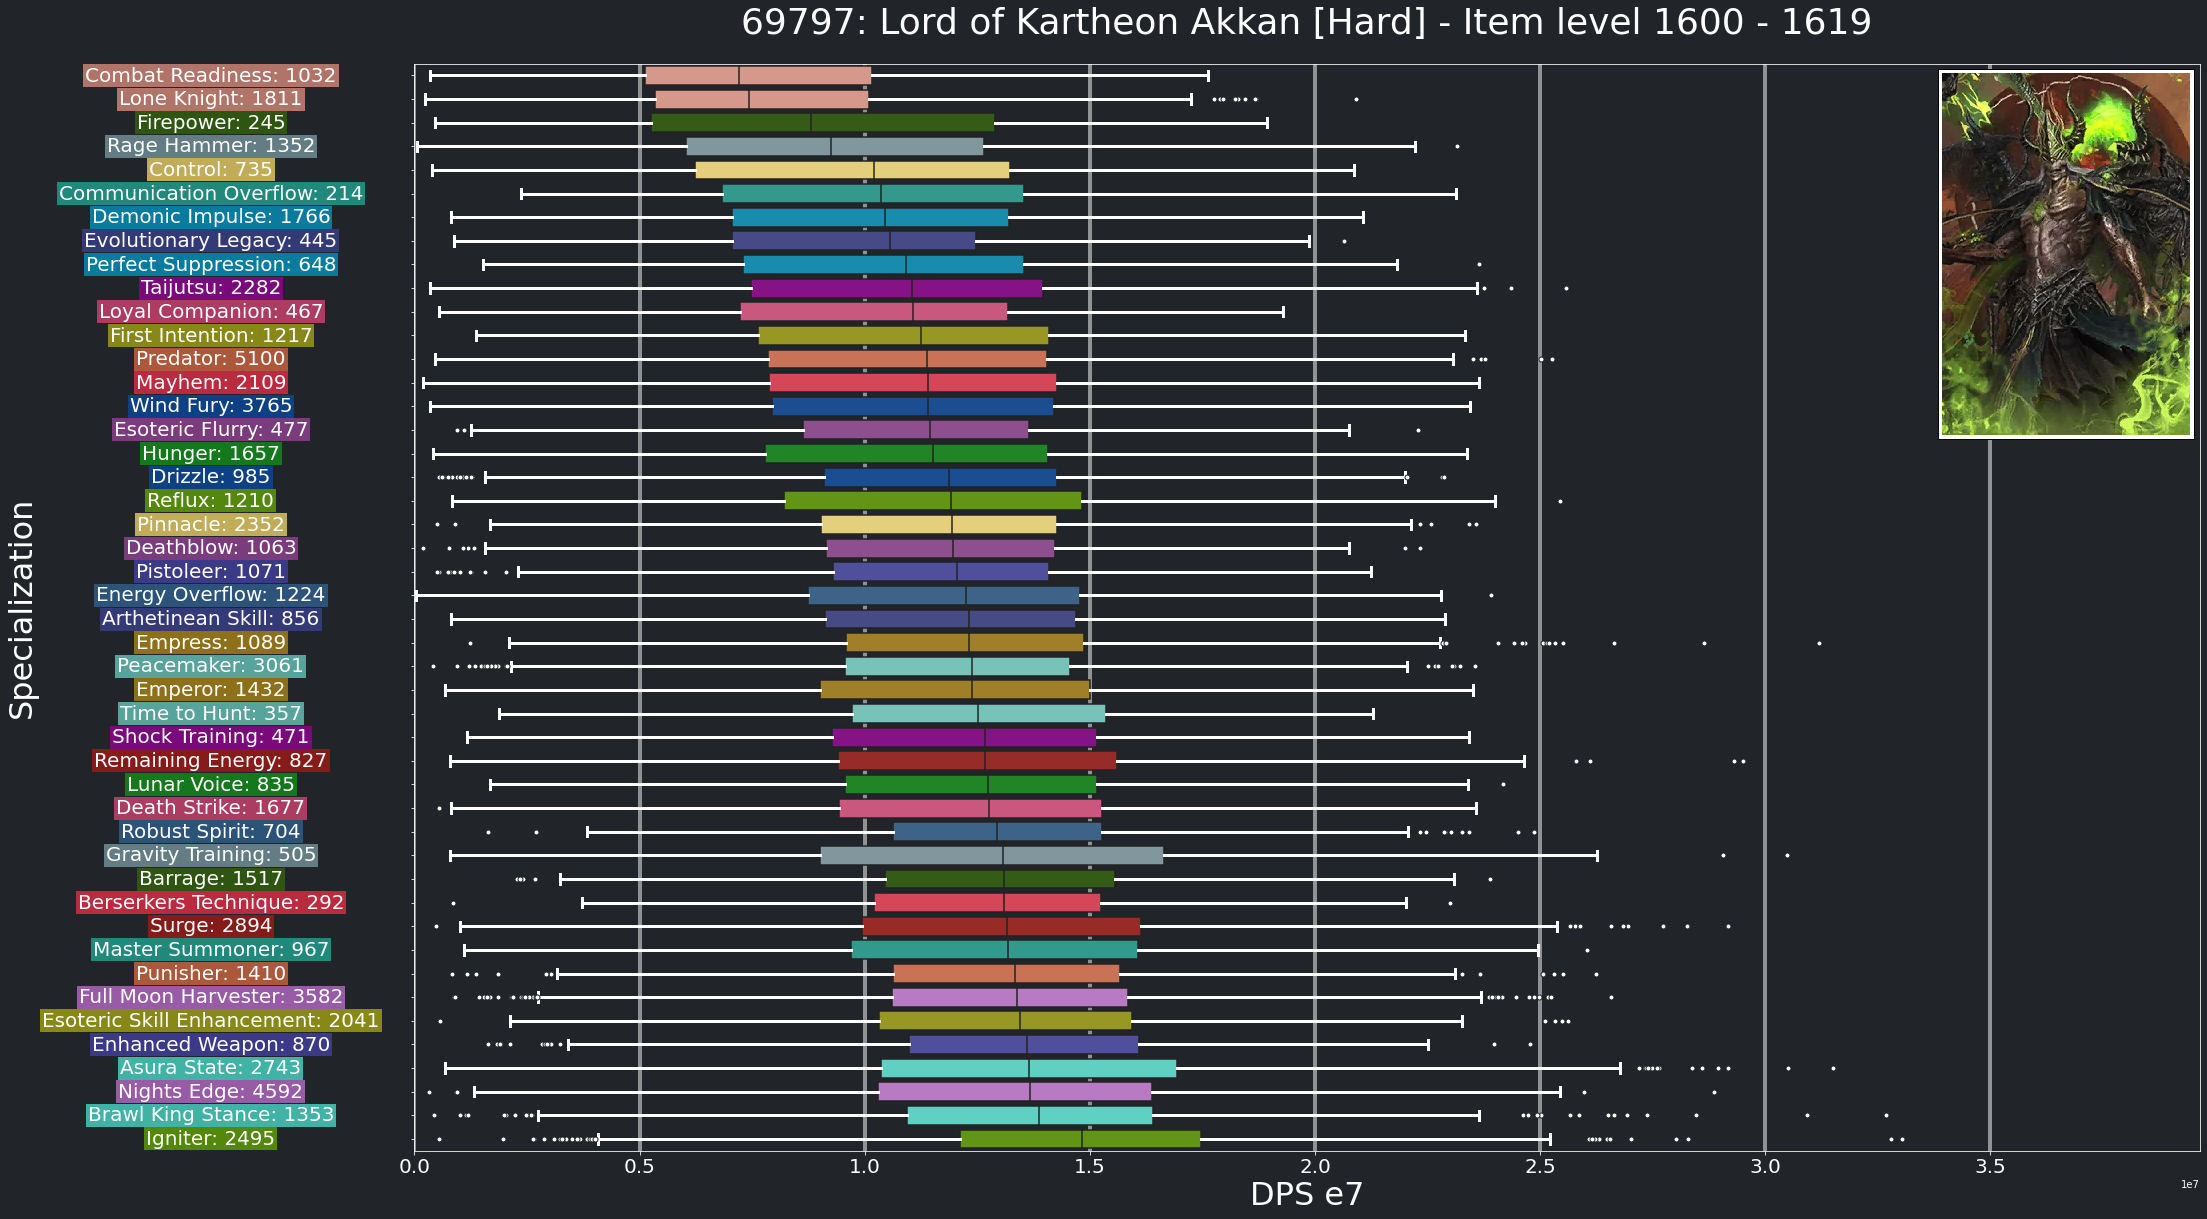 69797: Lord of Kartheon Akkan [Hard] - Item level 1600 - 1619
Specialization
Combat Readiness: 1032
Lone Knight: 1811
Firepower: 245
Rage Hammer: 1352
Control: 735
Communication Overflow: 214
Demonic Impulse: 1766
Evolutionary Legacy: 445
Perfect Suppression: 648
Taijutsu: 2282
Loyal Companion: 467
First Intention: 1217
Predator: 5100
Mayhem: 2109
Wind Fury: 3765
Esoteric Flurry: 477
Hunger: 1657
Drizzle: 985
Reflux: 1210
Pinnacle: 2352
Deathblow: 1063
Pistoleer: 1071
Energy Overflow: 1224
Arthetinean Skill: 856
Empress: 1089
Peacemaker: 3061
Emperor: 1432
Time to Hunt: 357
Shock Training: 471
Remaining Energy: 827
Lunar Voice: 835
Death Strike: 1677
Robust Spirit: 704
Gravity Training: 505
Barrage: 1517
Berserkers Technique: 292
Surge: 2894
Master Summoner: 967
Punisher: 1410
Full Moon Harvester: 3582
Esoteric Skill Enhancement: 2041
Enhanced Weapon: 870
Asura State: 2743
Nights Edge: 4592
Brawl King Stance: 1353
Igniter: 2495
0.0 0.5 1.0 1.5 2.0 2.5 3.0 3.5
DPS e7
1e7